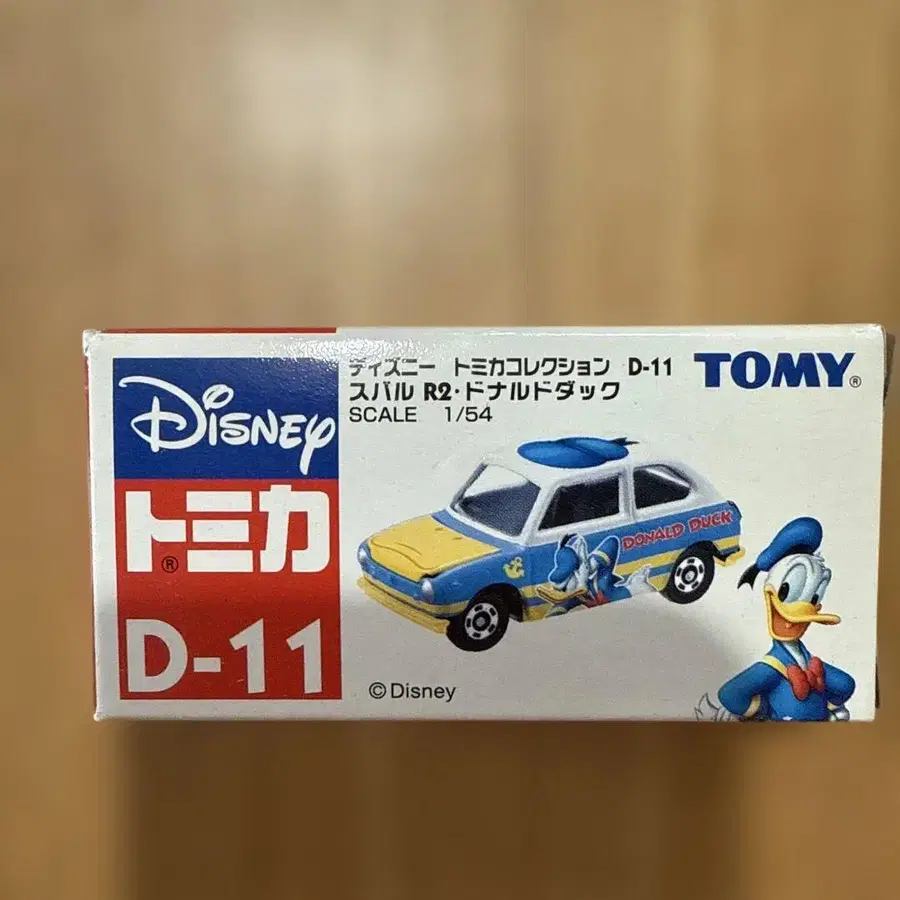 ディズニー トミカコレクション D-11
スバル R2・ドナルドダック
SCALE 1/54
TOMY®
Disney
トミカ®
D-11
DONALD DUCK
©Disney